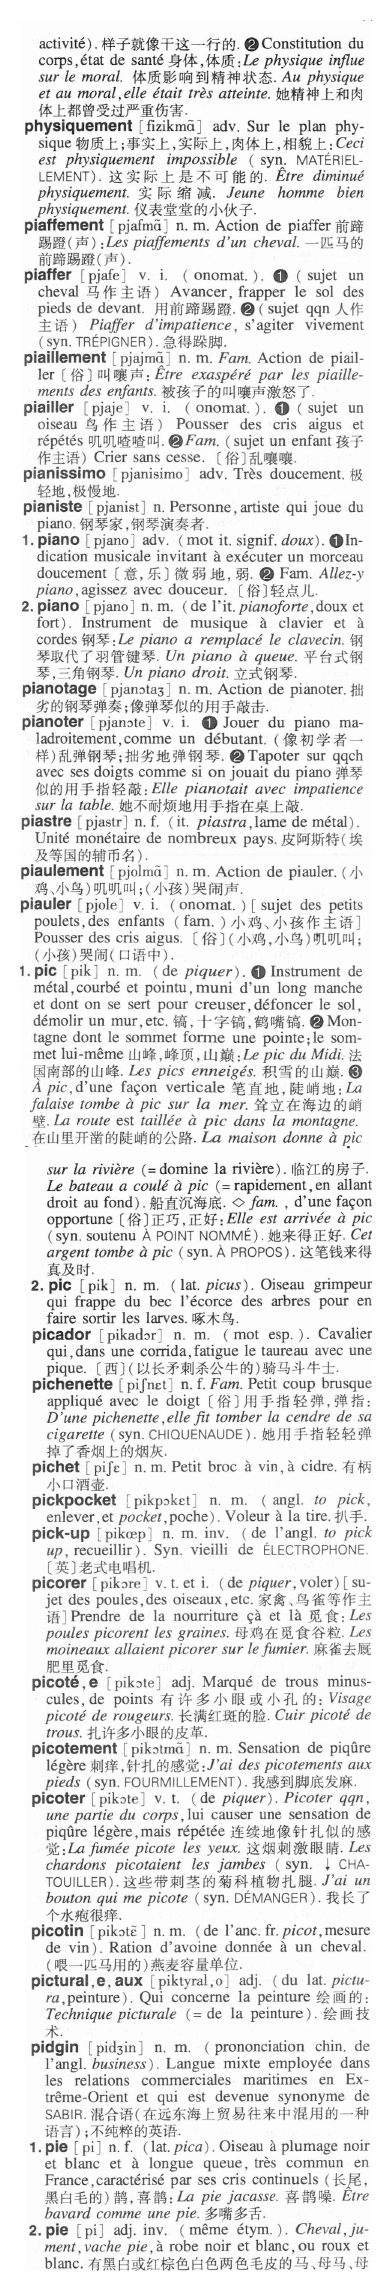 activité). 样子就像干这一行的. ❷ Constitution du
corps, état de santé 身体,体质: Le physique influe
sur le moral. 体质影响到精神状态. Au physique
et au moral, elle était très atteinte. 她精神上和肉
体上都曾受过严重伤害.
physiquement [fizikmɑ̃] adv. Sur le plan phy-
sique 物质上;事实上,实际上,肉体上,相貌上: Ceci
est physiquement impossible ( syn. MATÉRIEL-
LEMENT). 这实际上是不可能的. Être diminué
physiquement. 实际缩减. Jeune homme bien
physiquement. 仪表堂堂的小伙子.
piaffement [pjafmɑ̃] n. m. Action de piaffer 前蹄
踢蹬(声): Les piaffements d'un cheval. 一匹马的
前蹄踢蹬(声).
piaffer [pjafe] v. i. ( onomat. ). ❶ ( sujet un
cheval 马作主语) Avancer, frapper le sol des
pieds de devant. 用前蹄踢蹬. ❷ (sujet qqn 人作
主语) Piaffer d'impatience, s'agiter vivement
(syn. TRÉPIGNER). 急得跺脚.
piaillement [pjajmɑ̃] n. m. Fam. Action de piail-
ler〔俗〕叫嚷声: Être exaspéré par les piaille-
ments des enfants. 被孩子的叫嚷声激怒了.
piailler [pjaje] v. i. ( onomat. ). ❶ ( sujet un
oiseau 鸟作主语) Pousser des cris aigus et
répétés 叽叽喳喳叫. ❷ Fam. (sujet un enfant 孩子
作主语) Crier sans cesse. 〔俗〕乱嚷嚷.
pianissimo [pjanisimo] adv. Très doucement. 极
轻地,极慢地.
pianiste [pjanist] n. Personne, artiste qui joue du
piano. 钢琴家,钢琴演奏者.
1. piano [pjano] adv. (mot it. signif. doux). ❶ In-
dication musicale invitant à exécuter un morceau
doucement〔意,乐〕微弱地,弱. ❷ Fam. Allez-y
piano, agissez avec douceur. 〔俗〕轻点儿.
2. piano [pjano] n. m. (de l'it. pianoforte, doux et
fort). Instrument de musique à clavier et à
cordes 钢琴: Le piano a remplacé le clavecin. 钢
琴取代了羽管键琴. Un piano à queue. 平台式钢
琴,三角钢琴. Un piano droit. 立式钢琴.
pianotage [pjanɔtaʒ] n. m. Action de pianoter. 拙
劣的钢琴弹奏;像弹琴似的用手敲击.
pianoter [pjanɔte] v. i. ❶ Jouer du piano ma-
ladroitement, comme un débutant. (像初学者一
样)乱弹钢琴;拙劣地弹钢琴. ❷ Tapoter sur qqch
avec ses doigts comme si on jouait du piano 弹琴
似的用手指轻敲: Elle pianotait avec impatience
sur la table. 她不耐烦地用手指在桌上敲.
piastre [pjastr] n. f. (it. piastra, lame de métal).
Unité monétaire de nombreux pays. 皮阿斯特(埃
及等国的辅币名).
piaulement [pjolmɑ̃] n. m. Action de piauler. (小
鸡、小鸟)叽叽叫;(小孩)哭闹声.
piauler [pjole] v. i. (onomat.) [sujet des petits
poulets, des enfants ( fam. ) 小鸡、小孩作主语]
Pousser des cris aigus. 〔俗〕(小鸡,小鸟)叽叽叫;
(小孩)哭闹(口语中).
1. pic [pik] n. m. (de piquer). ❶ Instrument de
métal, courbé et pointu, muni d'un long manche
et dont on se sert pour creuser, défoncer le sol,
démolir un mur, etc. 镐,十字镐,鹤嘴镐. ❷ Mon-
tagne dont le sommet forme une pointe; le som-
met lui-même 山峰,峰顶,山巅: Le pic du Midi. 法
国南部的山峰. Les pics enneigés. 积雪的山巅. ❸
À pic, d'une façon verticale 笔直地,陡峭地: La
falaise tombe à pic sur la mer. 耸立在海边的峭
壁. La route est taillée à pic dans la montagne.
在山里开凿的陡峭的公路. La maison donne à pic
sur la rivière (= domine la rivière). 临江的房子.
Le bateau a coulé à pic (= rapidement, en allant
droit au fond). 船直沉海底. ◇ fam. , d'une façon
opportune〔俗〕正巧,正好: Elle est arrivée à pic
(syn. soutenu À POINT NOMMÉ). 她来得正好. Cet
argent tombe à pic (syn. À PROPOS). 这笔钱来得
真及时.
2. pic [pik] n. m. (lat. picus). Oiseau grimpeur
qui frappe du bec l'écorce des arbres pour en
faire sortir les larves. 啄木鸟.
picador [pikadɔr] n. m. (mot esp.). Cavalier
qui, dans une corrida, fatigue le taureau avec une
pique. 〔西〕(以长矛刺杀公牛的)骑马斗牛士.
pichenette [piʃnɛt] n. f. Fam. Petit coup brusque
appliqué avec le doigt〔俗〕用手指轻弹,弹指:
D'une pichenette, elle fit tomber la cendre de sa
cigarette (syn. CHIQUENAUDE). 她用手指轻轻弹
掉了香烟上的烟灰.
pichet [piʃɛ] n. m. Petit broc à vin, à cidre. 有柄
小口酒壶.
pickpocket [pikpɔkɛt] n. m. ( angl. to pick,
enlever, et pocket, poche). Voleur à la tire. 扒手.
pick-up [pikœp] n. m. inv. (de l'angl. to pick
up, recueillir). Syn. vieilli de ÉLECTROPHONE.
〔英〕老式电唱机.
picorer [pikɔre] v. t. et i. (de piquer, voler) [su-
jet des poules, des oiseaux, etc. 家禽、鸟雀等作主
语] Prendre de la nourriture çà et là 觅食: Les
poules picorent les graines. 母鸡在觅食谷粒. Les
moineaux allaient picorer sur le fumier. 麻雀去厩
肥里觅食.
picoté, e [pikɔte] adj. Marqué de trous minus-
cules, de points 有许多小眼或小孔的: Visage
picoté de rougeurs. 长满红斑的脸. Cuir picoté de
trous. 扎许多小眼的皮革.
picotement [pikɔtmɑ̃] n. m. Sensation de piqûre
légère 刺痒,针扎的感觉: J'ai des picotements aux
pieds (syn. FOURMILLEMENT). 我感到脚底发麻.
picoter [pikɔte] v. t. (de piquer). Picoter qqn,
une partie du corps, lui causer une sensation de
piqûre légère, mais répétée 连续地像针扎似的感
觉: La fumée picote les yeux. 这烟刺激眼睛. Les
chardons picotaient les jambes ( syn. ↓ CHA-
TOUILLER). 这些带刺茎的菊科植物扎腿. J'ai un
bouton qui me picote (syn. DÉMANGER). 我长了
个水疱很痒.
picotin [pikɔtɛ̃] n. m. (de l'anc. fr. picot, mesure
de vin). Ration d'avoine donnée à un cheval.
(喂一匹马用的)燕麦容量单位.
pictural, e, aux [piktyral, o] adj. (du lat. pictu-
ra, peinture). Qui concerne la peinture 绘画的:
Technique picturale (= de la peinture). 绘画技
术.
pidgin [pidʒin] n. m. ( prononciation chin. de
l'angl. business). Langue mixte employée dans
les relations commerciales maritimes en Ex-
trême-Orient et qui est devenue synonyme de
SABIR. 混合语(在远东海上贸易往来中混用的一种
语言);不纯粹的英语.
1. pie [pi] n. f. (lat. pica). Oiseau à plumage noir
et blanc et à longue queue, très commun en
France, caractérisé par ses cris continuels (长尾,
黑白毛的)鹊,喜鹊: La pie jacasse. 喜鹊噪. Être
bavard comme une pie. 多嘴多舌.
2. pie [pi] adj. inv. (même étym.). Cheval, ju-
ment, vache pie, à robe noir et blanc, ou roux et
blanc. 有黑白或红棕色白色两色毛皮的马、母马、母